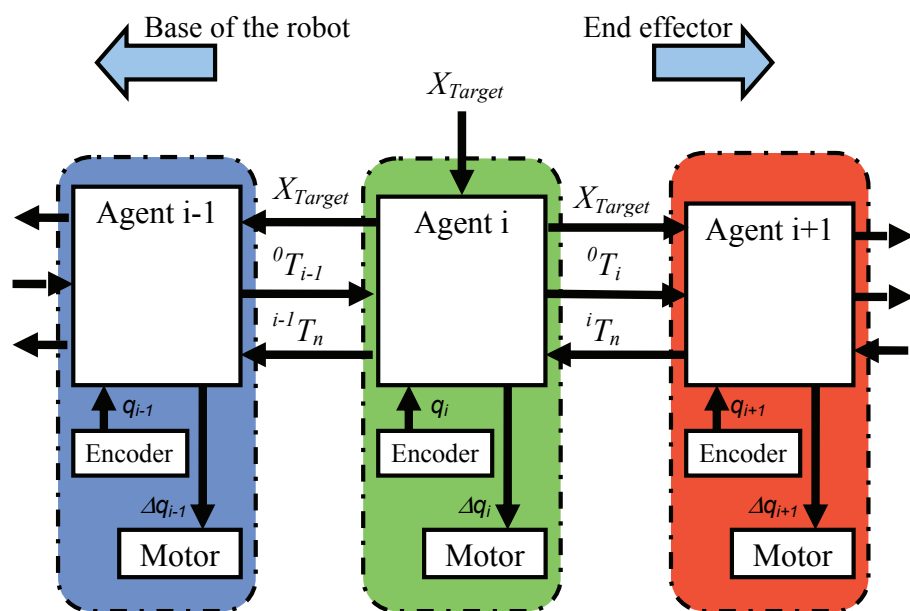 Base of the robot
End effector
X_Target
Agent i-1
X_Target
Agent i
X_Target
Agent i+1
⁰T_i-1
⁰T_i
ⁱ⁻¹T_n
ⁱT_n
q_i-1
q_i
q_i+1
Encoder
Encoder
Encoder
Δq_i-1
Δq_i
Δq_i+1
Motor
Motor
Motor